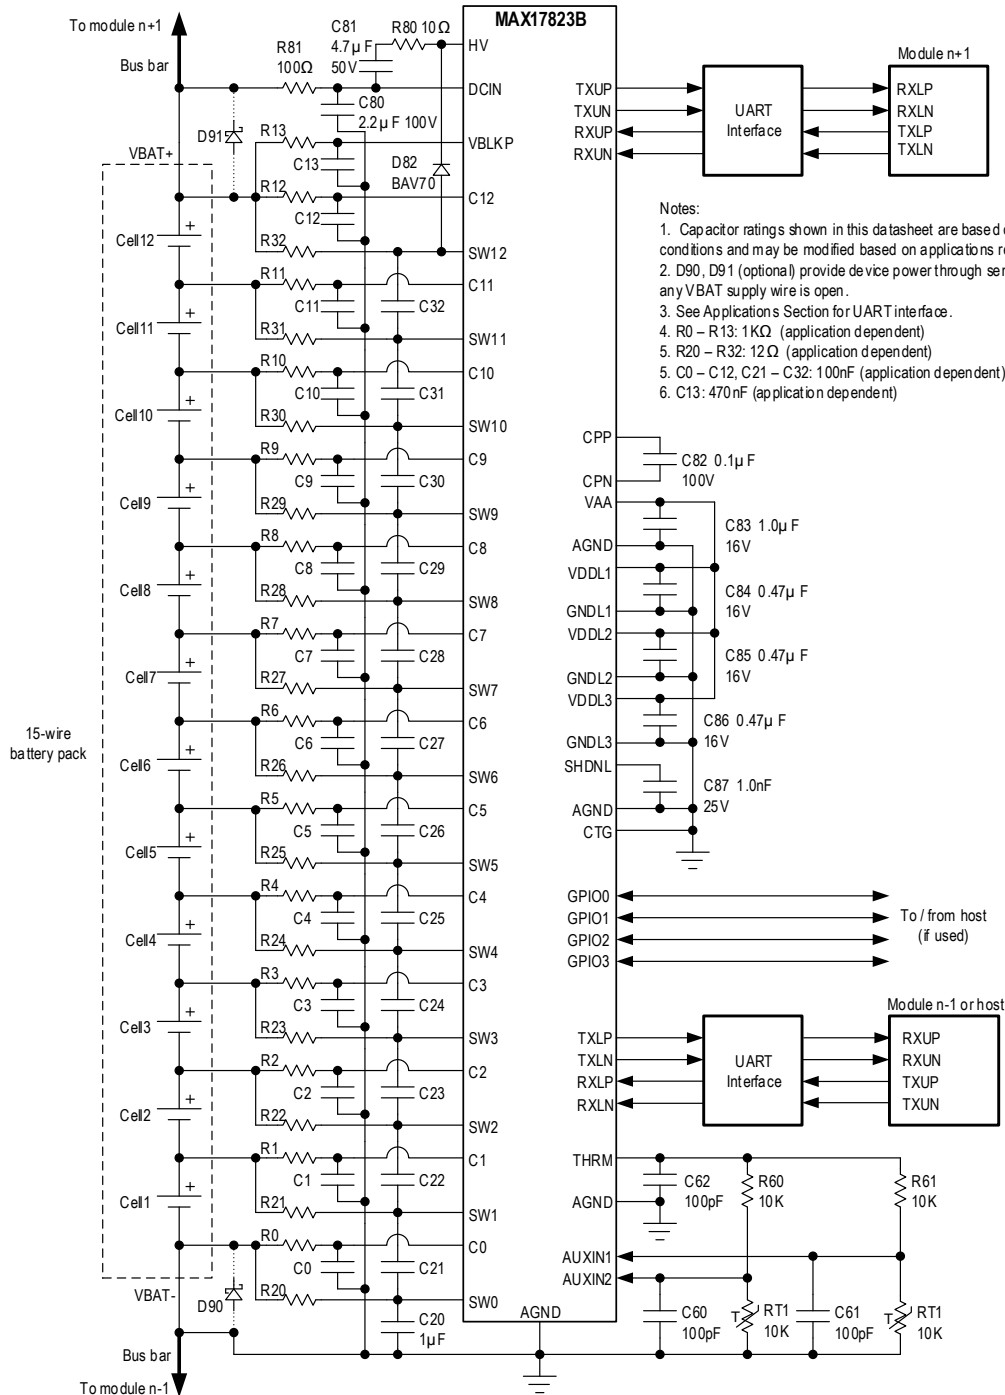 MAX17823B
To module n+1
Bus bar
R81
100Ω
C81
4.7µF
50V
R80 10Ω
HV
DCIN
C80
2.2µF 100V
D91
VBAT+
R13
C13
VBLKP
D82
BAV70
R12
C12
C12
R32
SW12
Cell12
+
R11
C11
C32
C11
R31
SW11
Cell11
+
R10
C10
C31
C10
R30
SW10
Cell10
+
R9
C9
C30
C9
R29
SW9
Cell9
+
R8
C8
C29
C8
R28
SW8
Cell8
+
R7
C7
C28
C7
R27
SW7
Cell7
+
R6
C6
C27
C6
R26
SW6
Cell6
+
15-wire
battery pack
R5
C5
C26
C5
R25
SW5
Cell5
+
R4
C4
C25
C4
R24
SW4
Cell4
+
R3
C3
C24
C3
R23
SW3
Cell3
+
R2
C2
C23
C2
R22
SW2
Cell2
+
R1
C1
C22
C1
R21
SW1
Cell1
+
R0
C0
C21
C0
R20
SW0
VBAT-
D90
C20
1µF
AGND
Bus bar
To module n-1
TXUP
TXUN
RXUP
RXUN
UART
Interface
Module n+1
RXLP
RXLN
TXLP
TXLN
Notes:
1. Capacitor ratings shown in this datasheet are based
conditions and may be modified based on applications
2. D90, D91 (optional) provide device power through
any VBAT supply wire is open.
3. See Applications Section for UART interface.
4. R0 – R13: 1KΩ (application dependent)
5. R20 – R32: 12Ω (application dependent)
5. C0 – C12, C21 – C32: 100nF (application dependent)
6. C13: 470nF (application dependent)
CPP
CPN
C82 0.1µF
100V
VAA
AGND
C83 1.0µF
16V
VDDL1
GNDL1
C84 0.47µF
16V
VDDL2
GNDL2
C85 0.47µF
16V
VDDL3
GNDL3
C86 0.47µF
16V
SHDNL
AGND
C87 1.0nF
25V
CTG
GPIO0
GPIO1
GPIO2
GPIO3
To / from host
(if used)
TXLP
TXLN
RXLP
RXLN
UART
Interface
Module n-1 or host
RXUP
RXUN
TXUP
TXUN
THRM
AGND
C62
100pF
R60
10K
R61
10K
AUXIN1
AUXIN2
C60
100pF
T
RT1
10K
C61
100pF
T
RT1
10K